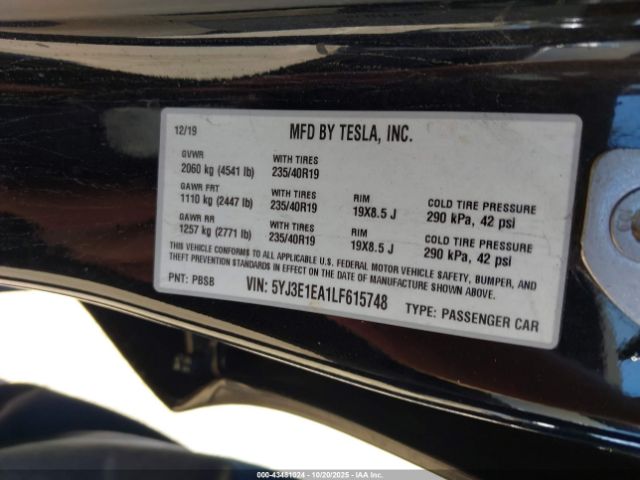 12/19 MFD BY TESLA, INC.
GVWR WITH TIRES
2060 kg (4541 lb) 235/40R19
GAWR FRT WITH TIRES RIM COLD TIRE PRESSURE
1110 kg (2447 lb) 235/40R19 19X8.5 J 290 kPa, 42 psi
GAWR RR WITH TIRES RIM COLD TIRE PRESSURE
1257 kg (2771 lb) 235/40R19 19X8.5 J 290 kPa, 42 psi
THIS VEHICLE CONFORMS TO ALL APPLICABLE U.S. FEDERAL MOTOR VEHICLE SAFETY, BUMPER, AND
THEFT PREVENTION STANDARDS IN EFFECT ON THE DATE OF MANUFACTURE SHOWN ABOVE.
PNT: PBSB VIN: 5YJ3E1EA1LF615748 TYPE: PASSENGER CAR
000-43481024 | 10/20/2025 | IAAI.COM